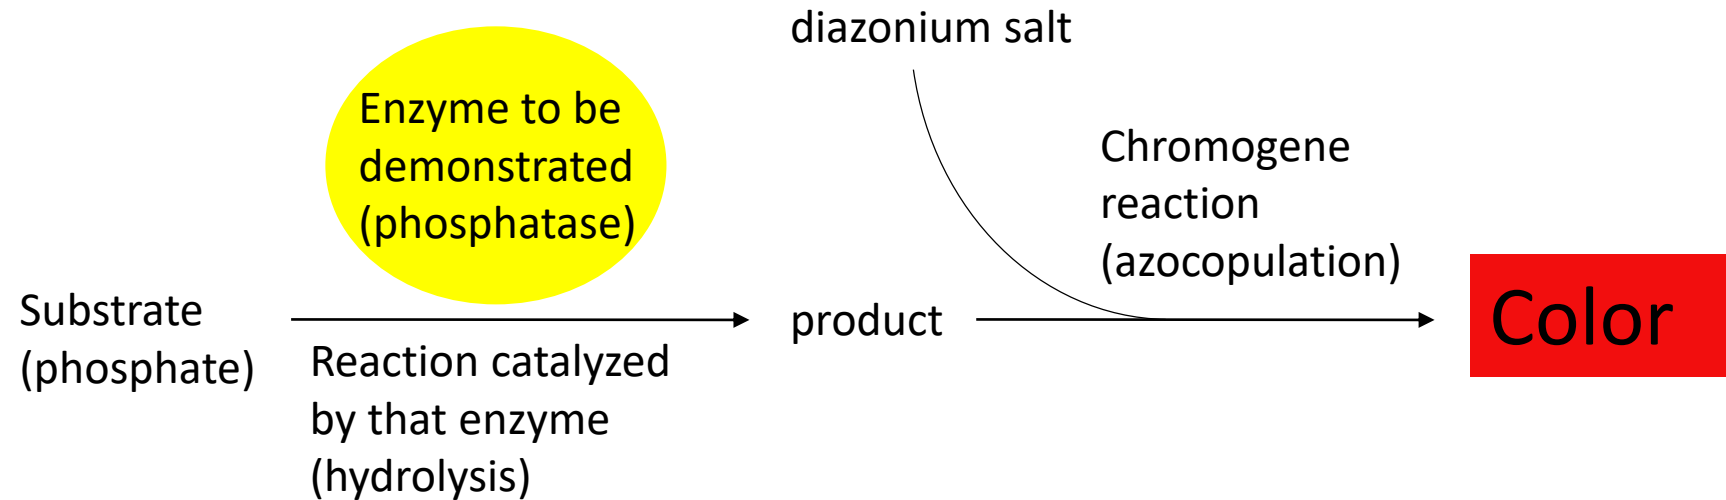 diazonium salt
Enzyme to be
demonstrated
(phosphatase)
Chromogene
reaction
(azocopulation)
Substrate
(phosphate)
product
Color
Reaction catalyzed
by that enzyme
(hydrolysis)